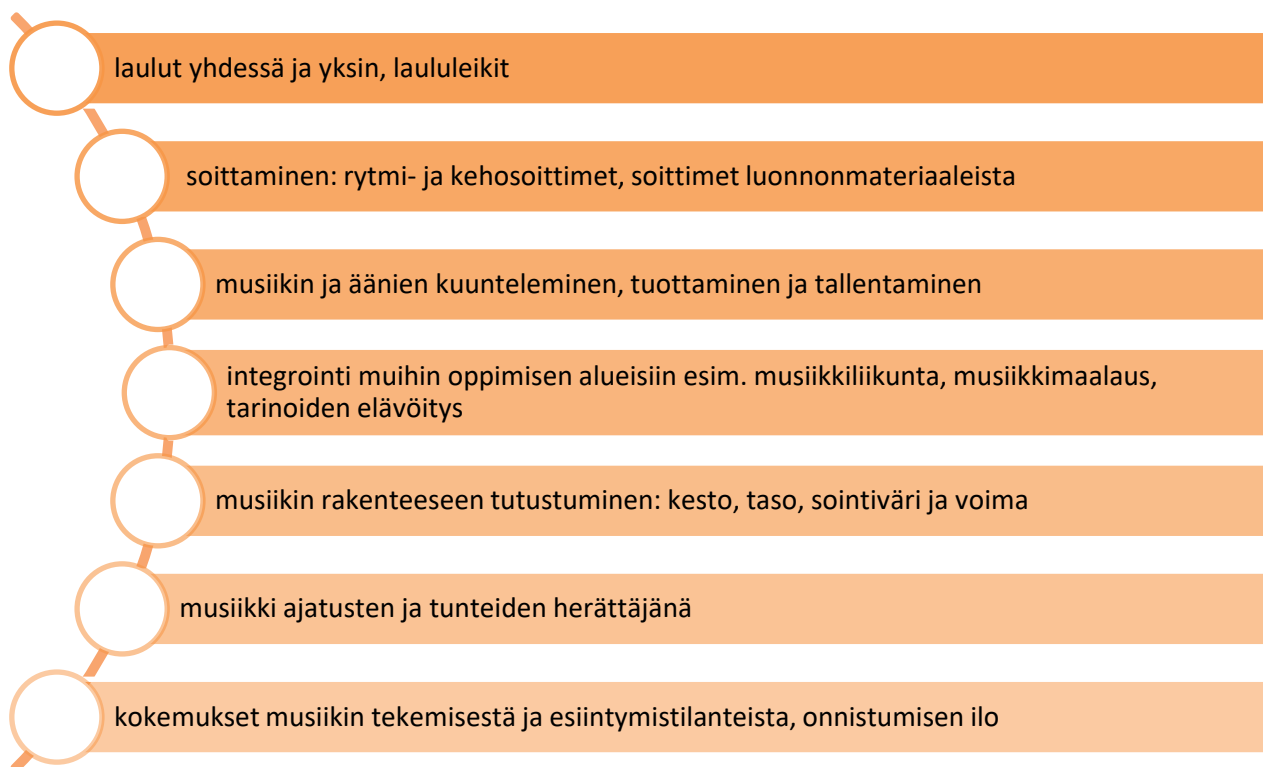 laulut yhdessä ja yksin, laululeikit
soittaminen: rytmi- ja kehosoittimet, soittimet luonnonmateriaaleista
musiikin ja äänien kuunteleminen, tuottaminen ja tallentaminen
integrointi muihin oppimisen alueisiin esim. musiikkiliikunta, musiikkimaalaus,
tarinoiden elävöitys
musiikin rakenteeseen tutustuminen: kesto, taso, sointiväri ja voima
musiikki ajatusten ja tunteiden herättäjänä
kokemukset musiikin tekemisestä ja esiintymistilanteista, onnistumisen ilo